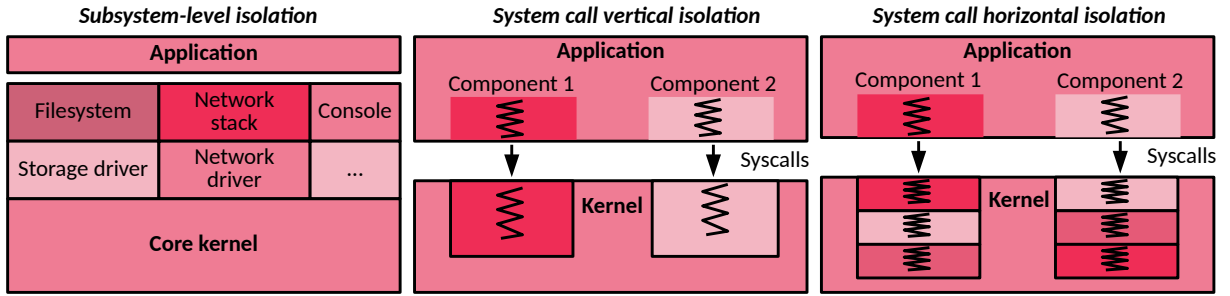 Subsystem-level isolation
Application
Filesystem
Network
stack
Console
Storage driver
Network
driver
...
Core kernel
System call vertical isolation
Application
Component 1
Component 2
Syscalls
Kernel
System call horizontal isolation
Application
Component 1
Component 2
Syscalls
Kernel